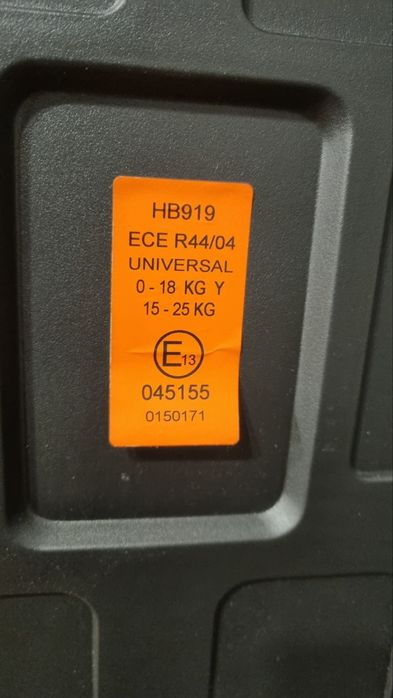 HB919
ECE R44/04
UNIVERSAL
0 - 18 KG Y
15 - 25 KG
E13
045155
0150171